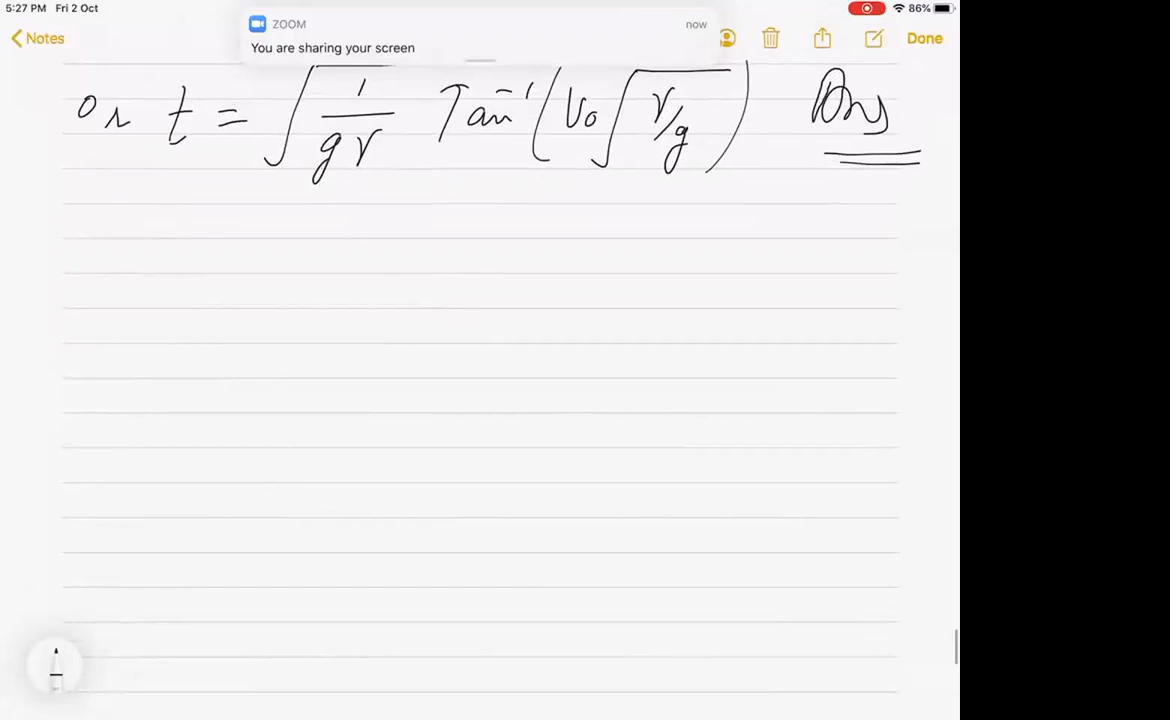 5:27 PM Fri 2 Oct 86%
ZOOM now
You are sharing your screen
Notes Done
or t = √(1/gγ) Tan⁻¹(V₀√(γ/g)) Ans